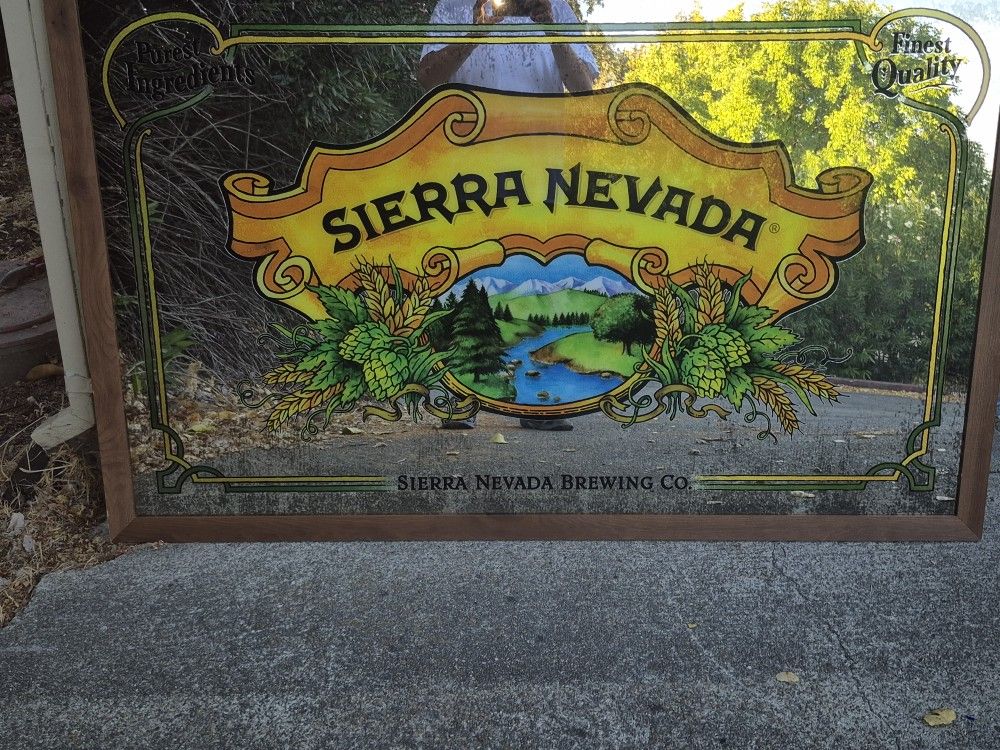 Purest
Ingredients
Finest
Quality
SIERRA NEVADA®
SIERRA NEVADA BREWING CO.